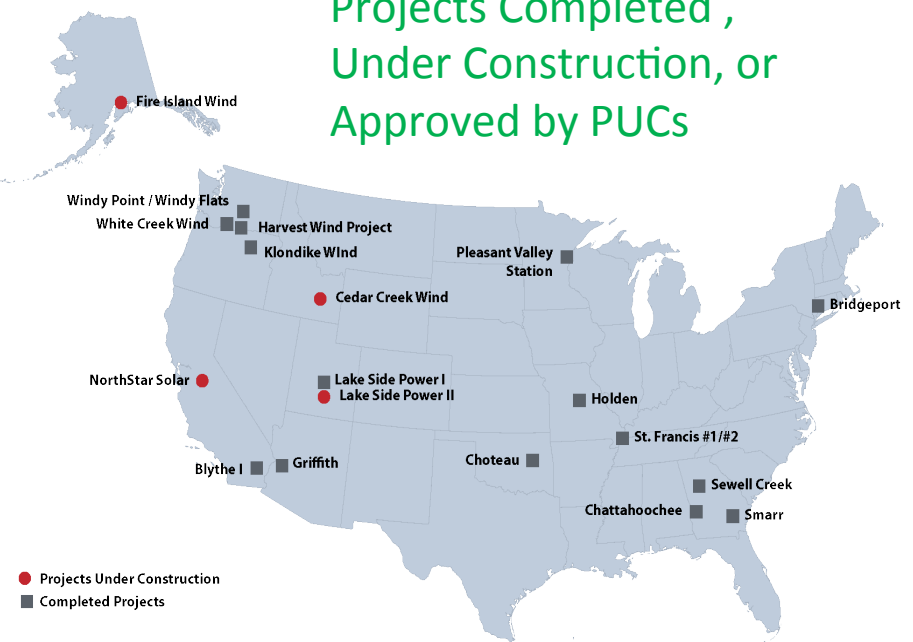 Projects Completed ,
Under Construction, or
Approved by PUCs
Fire Island Wind
Windy Point / Windy Flats
White Creek Wind
Harvest Wind Project
Klondike WInd
Pleasant Valley
Station
Cedar Creek Wind
Bridgeport
NorthStar Solar
Lake Side Power I
Lake Side Power II
Holden
St. Francis #1/#2
Choteau
Blythe I
Griffith
Sewell Creek
Chattahoochee
Smarr
Projects Under Construction
Completed Projects